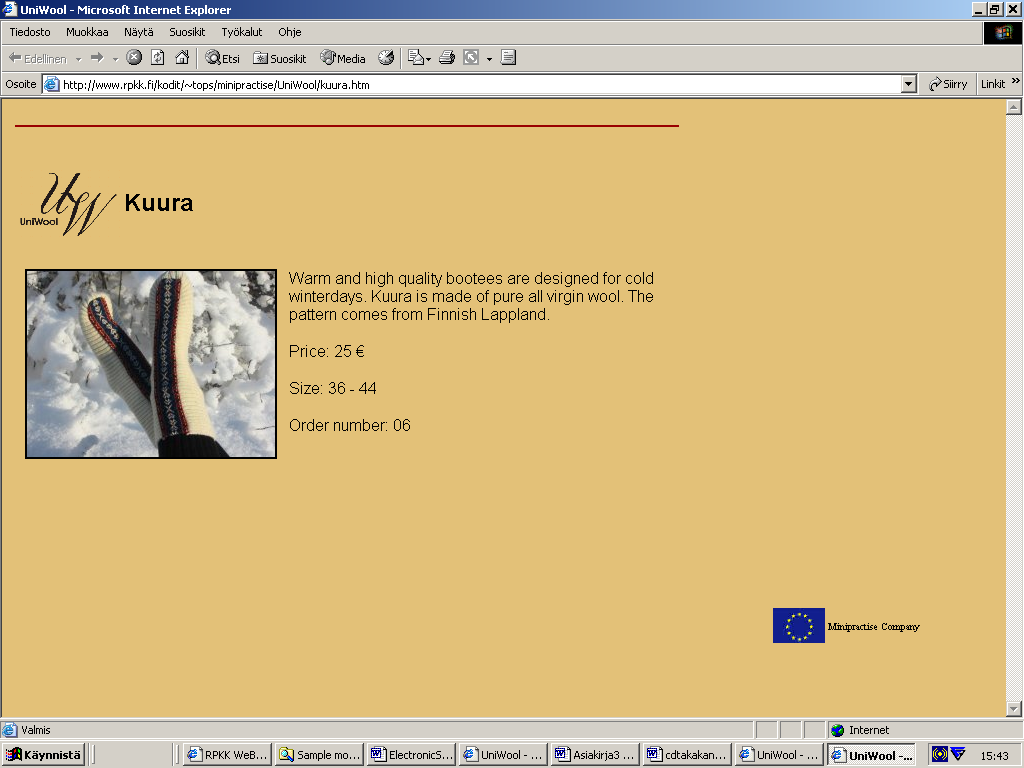 UniWool - Microsoft Internet Explorer
Tiedosto Muokkaa Näytä Suosikit Työkalut Ohje
Edellinen Etsi Suosikit Media
Osoite http://www.rpkk.fi/kodit/~tops/minipractise/UniWool/kuura.htm Siirry Linkit »
UW
UniWool
Kuura
Warm and high quality bootees are designed for cold
winterdays. Kuura is made of pure all virgin wool. The
pattern comes from Finnish Lappland.
Price: 25 €
Size: 36 - 44
Order number: 06
Minipractise Company
Valmis Internet
Käynnistä RPKK WeB... Sample mo... ElectronicS... UniWool - ... Asiakirja3 ... cdtakakan... UniWool - ... UniWool -... 15:43